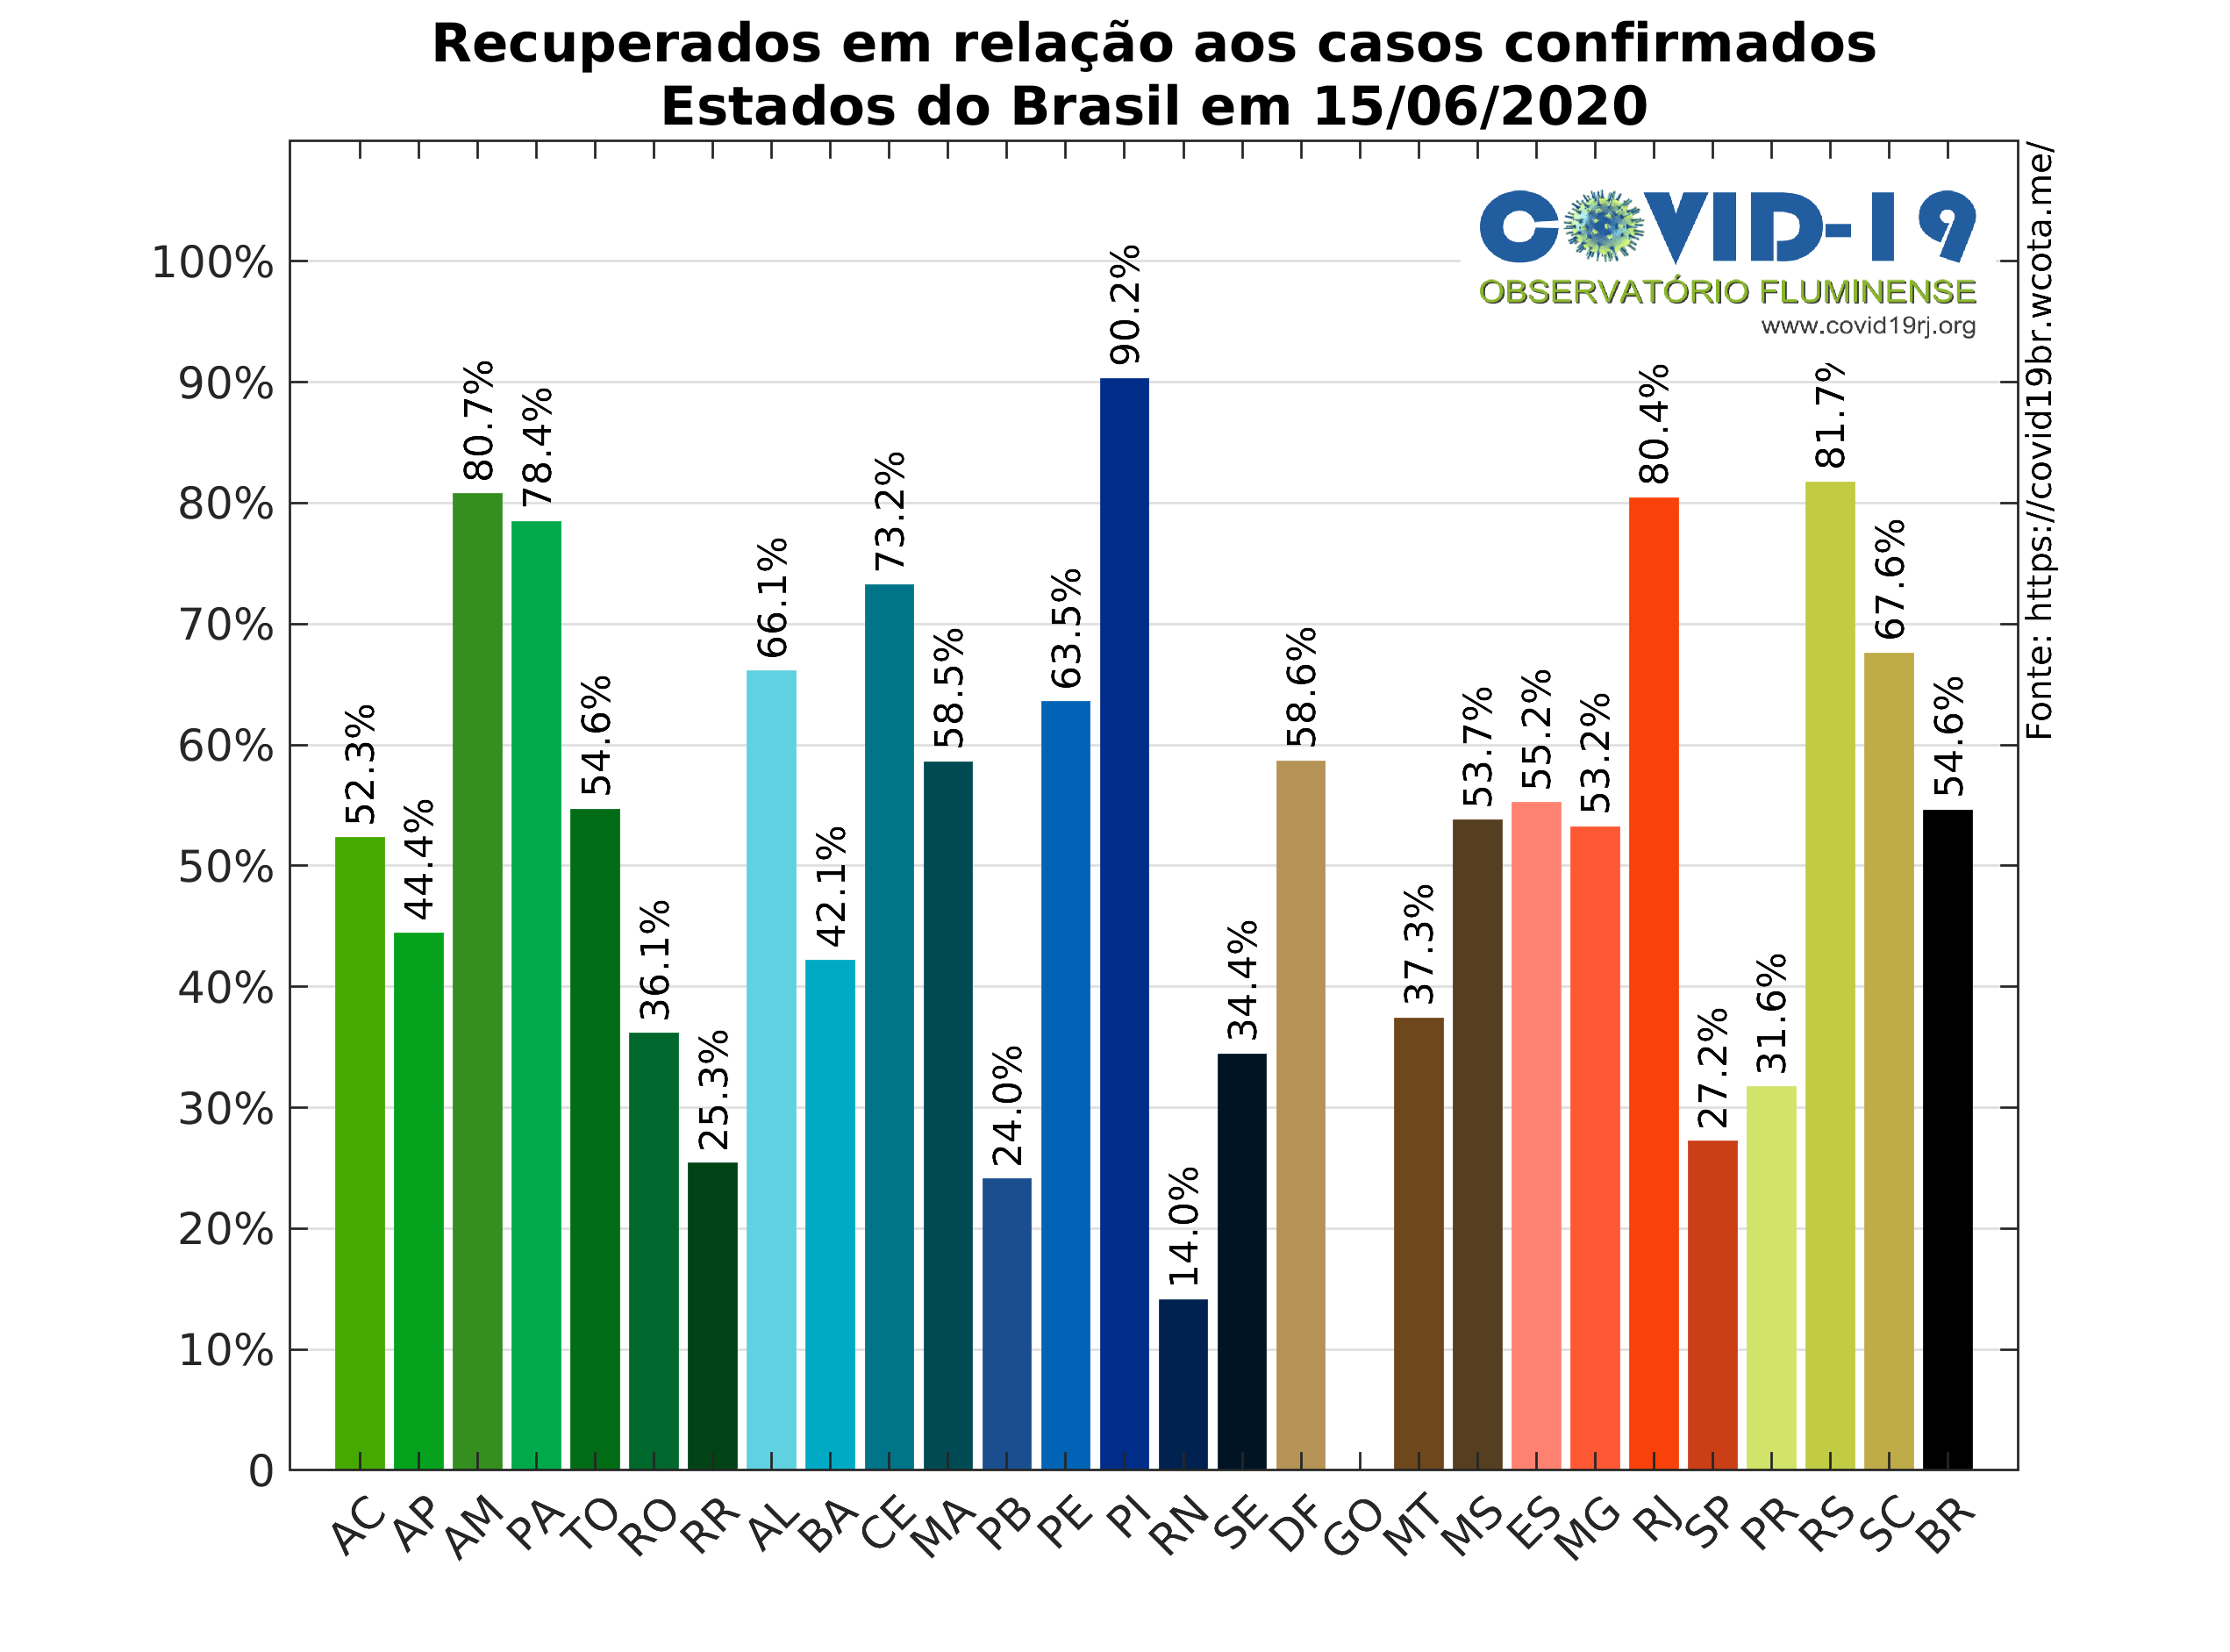 Recuperados em relação aos casos confirmados
Estados do Brasil em 15/06/2020
COVID-19
OBSERVATÓRIO FLUMINENSE
www.covid19rj.org
Fonte: https://covid19br.wcota.me/
100%
90%
80%
70%
60%
50%
40%
30%
20%
10%
0
52.3%
44.4%
80.7%
78.4%
54.6%
36.1%
25.3%
66.1%
42.1%
73.2%
58.5%
24.0%
63.5%
90.2%
14.0%
34.4%
58.6%
37.3%
53.7%
55.2%
53.2%
80.4%
27.2%
31.6%
81.7%
67.6%
54.6%
AC
AP
AM
PA
TO
RO
RR
AL
BA
CE
MA
PB
PE
PI
RN
SE
DF
GO
MT
MS
ES
MG
RJ
SP
PR
RS
SC
BR